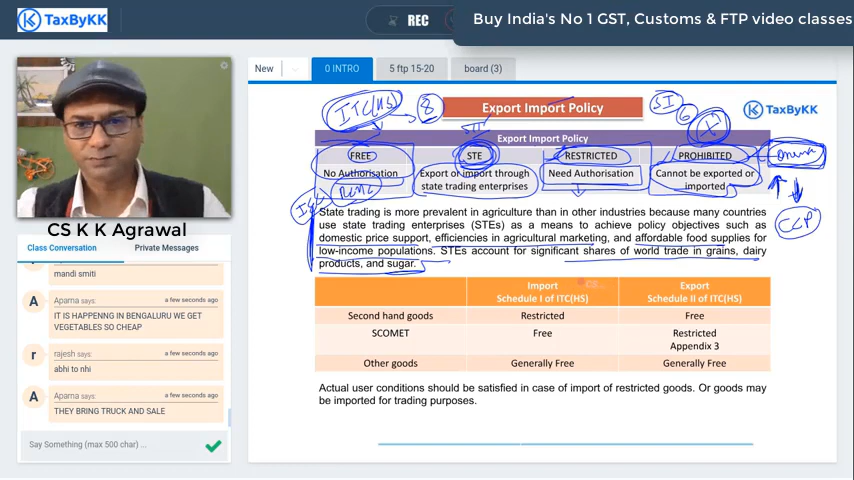 TaxByKK
REC
Buy India's No 1 GST, Customs & FTP video classes
New
0 INTRO
5 ftp 15-20
board (3)
ITC(HS)
8
Export Import Policy
SI
6
X
TaxByKK
Export Import Policy
FREE
STE
RESTRICTED
PROHIBITED
No Authorisation
Export or import through
state trading enterprises
Need Authorisation
Cannot be exported or
imported
CCP
State trading is more prevalent in agriculture than in other industries because many countries
use state trading enterprises (STEs) as a means to achieve policy objectives such as
domestic price support, efficiencies in agricultural marketing, and affordable food supplies for
low-income populations. STEs account for significant shares of world trade in grains, dairy
products, and sugar.
Import
Schedule I of ITC(HS)
Export
Schedule II of ITC(HS)
Second hand goods
Restricted
Free
SCOMET
Free
Restricted
Appendix 3
Other goods
Generally Free
Generally Free
Actual user conditions should be satisfied in case of import of restricted goods. Or goods may
be imported for trading purposes.
CS K K Agrawal
Class Conversation
Private Messages
mandi smiti
A
Aparna says:
a few seconds ago
IT IS HAPPENNG IN BENGALURU WE GET
VEGETABLES SO CHEAP
r
rajesh says:
a few seconds ago
abhi to nhi
A
Aparna says:
a few seconds ago
THEY BRING TRUCK AND SALE
Say Something (max 500 char) ...